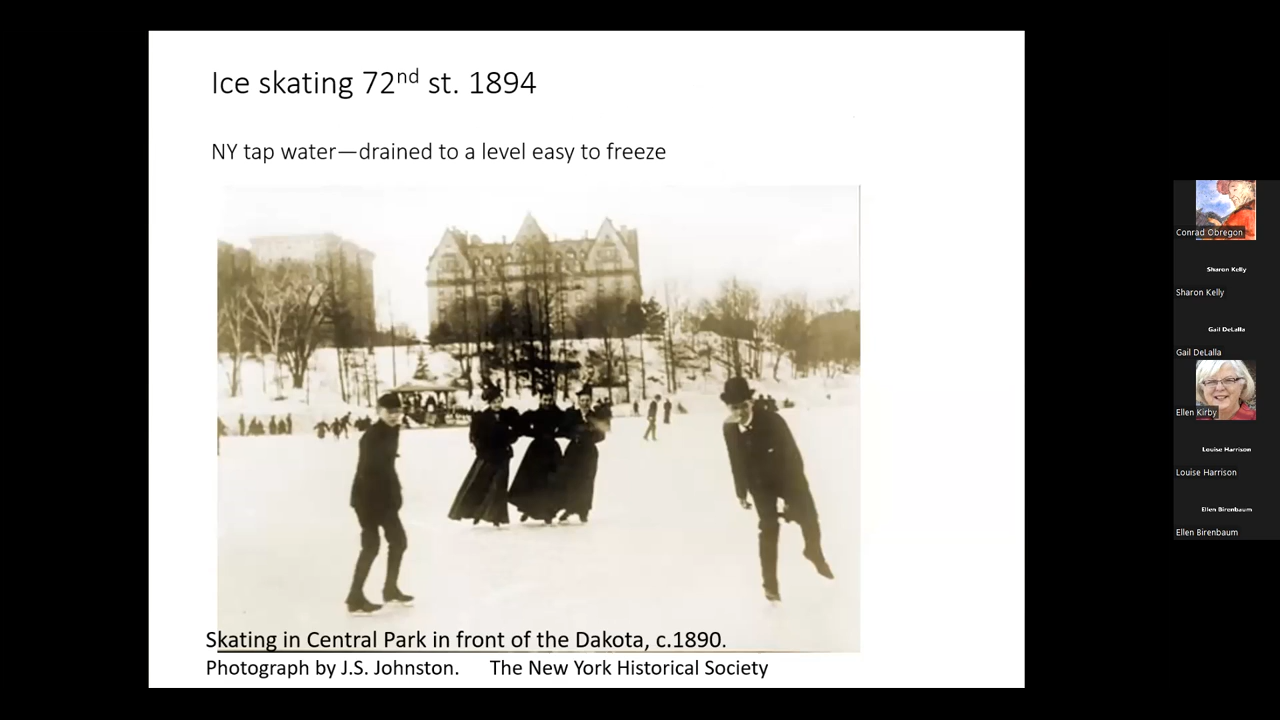 Ice skating 72nd st. 1894
NY tap water—drained to a level easy to freeze
Skating in Central Park in front of the Dakota, c.1890.
Photograph by J.S. Johnston. The New York Historical Society
Conrad Obregon
Sharon Kelly
Sharon Kelly
Gail DeLalla
Gail DeLalla
Ellen Kirby
Louise Harrison
Louise Harrison
Ellen Birenbaum
Ellen Birenbaum